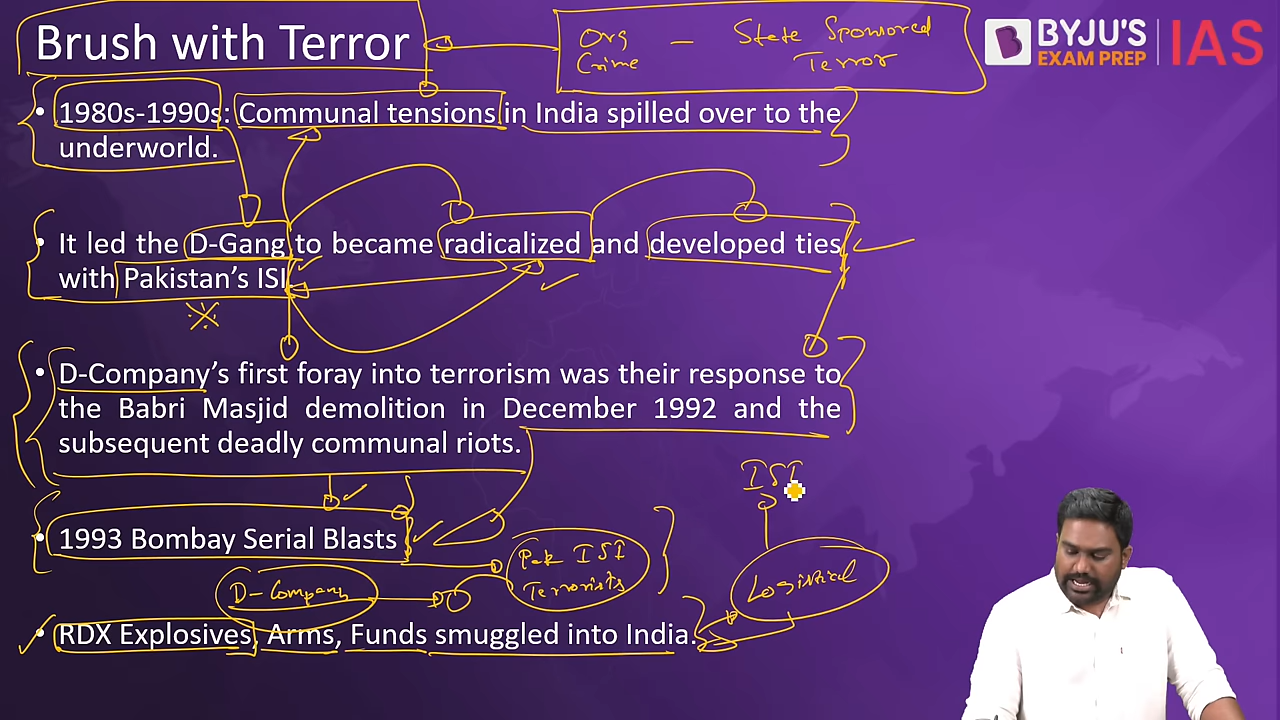 Brush with Terror
Org – State Sponsored
Crime Terror
BYJU'S
EXAM PREP
IAS
• 1980s-1990s: Communal tensions in India spilled over to the
underworld.
• It led the D-Gang to became radicalized and developed ties
with Pakistan's ISI
• D-Company's first foray into terrorism was their response to
the Babri Masjid demolition in December 1992 and the
subsequent deadly communal riots.
ISI
• 1993 Bombay Serial Blasts
Pak ISI
Terrorists
D-Company
Logistical
• RDX Explosives, Arms, Funds smuggled into India.